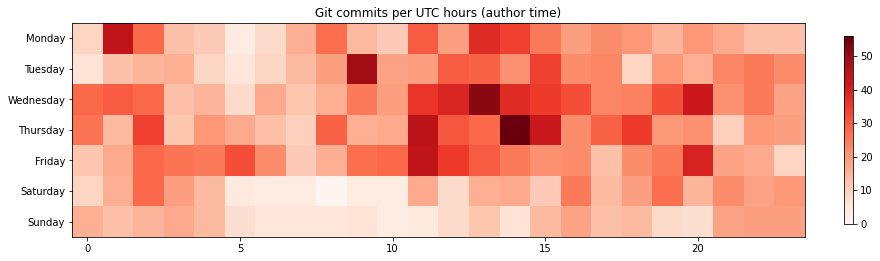 Git commits per UTC hours (author time)
Monday
Tuesday
Wednesday
Thursday
Friday
Saturday
Sunday
0 5 10 15 20
50
40
30
20
10
0